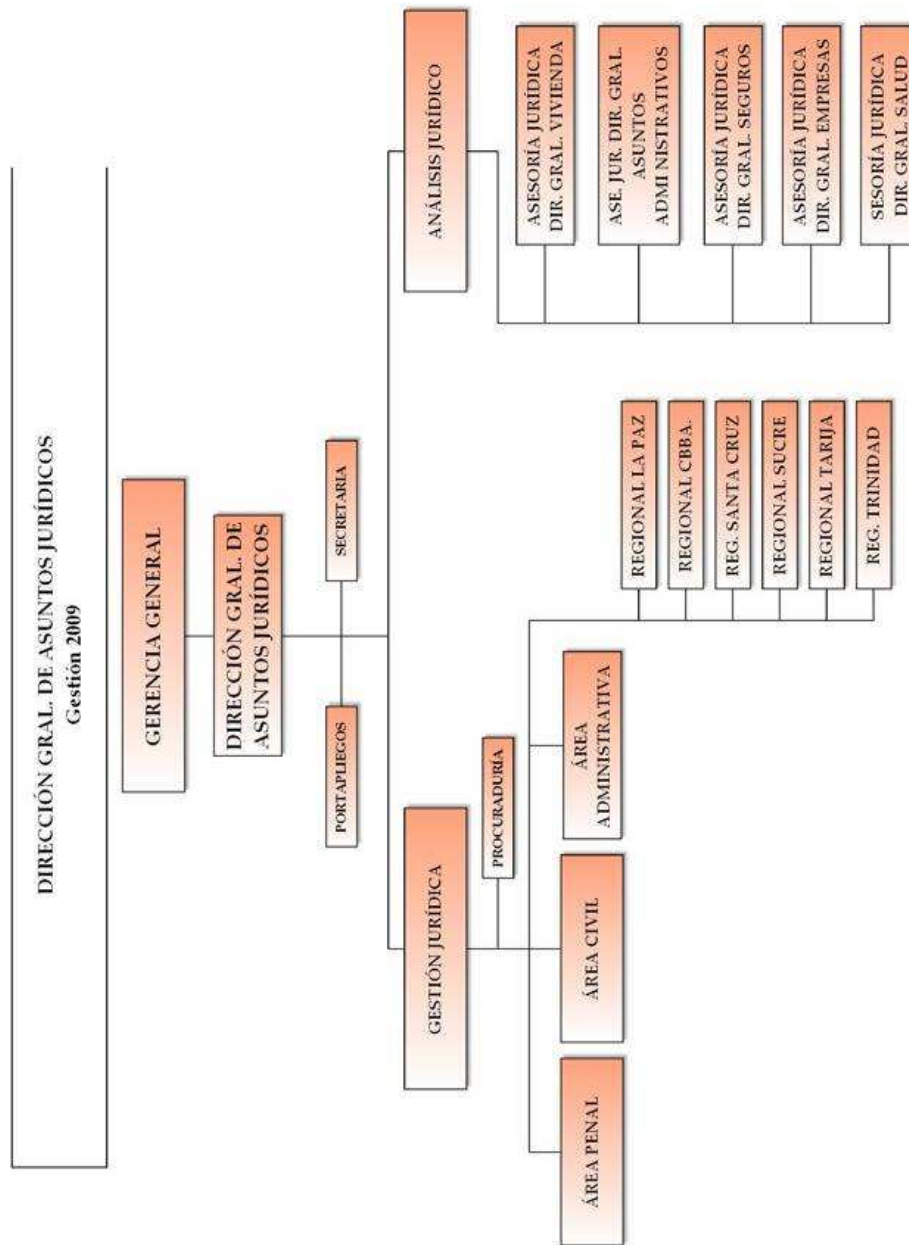 DIRECCIÓN GRAL. DE ASUNTOS JURÍDICOS
Gestión 2009
GERENCIA GENERAL
DIRECCIÓN GRAL. DE
ASUNTOS JURÍDICOS
PORTAPLIEGOS
SECRETARIA
GESTIÓN JURÍDICA
ANÁLISIS JURÍDICO
PROCURADURÍA
ÁREA PENAL
ÁREA CIVIL
ÁREA
ADMINISTRATIVA
REGIONAL LA PAZ
REGIONAL CBBA.
REG. SANTA CRUZ
REGIONAL SUCRE
REGIONAL TARIJA
REG. TRINIDAD
ASESORÍA JURÍDICA
DIR. GRAL. VIVIENDA
ASE. JUR. DIR. GRAL.
ASUNTOS
ADMI NISTRATIVOS
ASESORÍA JURÍDICA
DIR. GRAL. SEGUROS
ASESORÍA JURÍDICA
DIR. GRAL. EMPRESAS
SESORÍA JURÍDICA
DIR. GRAL. SALUD